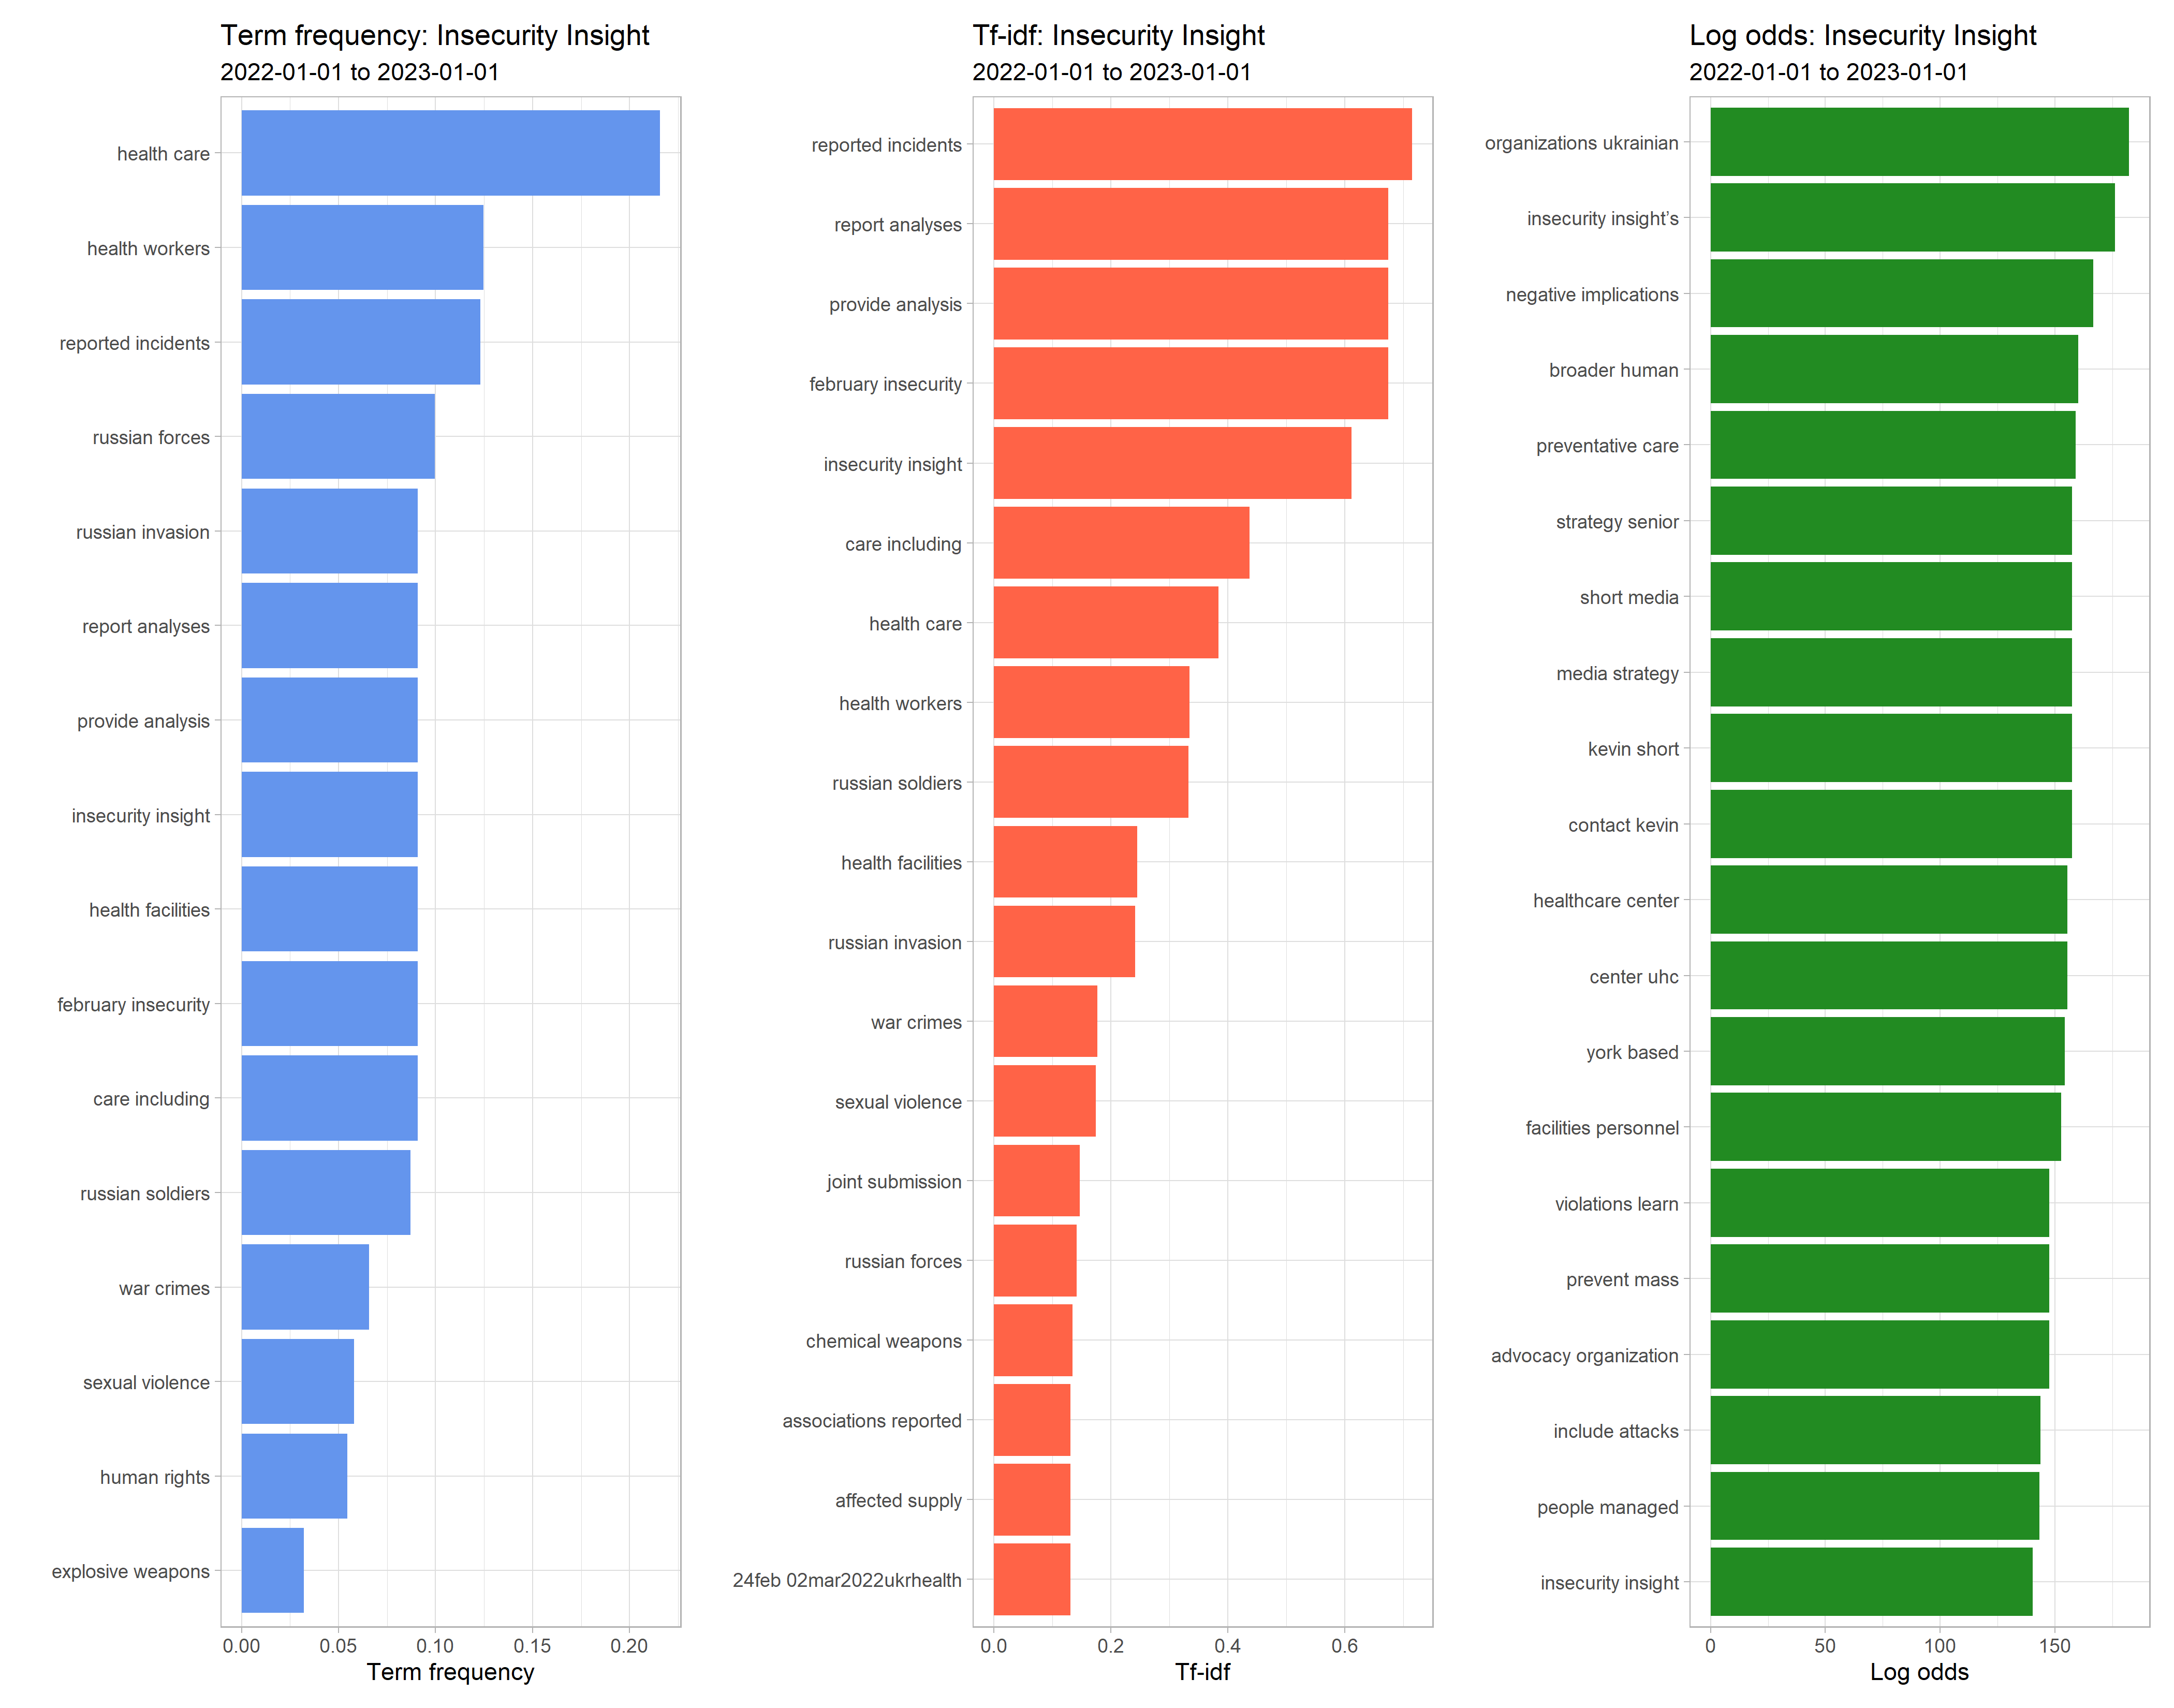 Term frequency: Insecurity Insight
2022-01-01 to 2023-01-01
health care
health workers
reported incidents
russian forces
russian invasion
report analyses
provide analysis
insecurity insight
health facilities
february insecurity
care including
russian soldiers
war crimes
sexual violence
human rights
explosive weapons
0.00 0.05 0.10 0.15 0.20
Term frequency
Tf-idf: Insecurity Insight
2022-01-01 to 2023-01-01
reported incidents
report analyses
provide analysis
february insecurity
insecurity insight
care including
health care
health workers
russian soldiers
health facilities
russian invasion
war crimes
sexual violence
joint submission
russian forces
chemical weapons
associations reported
affected supply
24feb 02mar2022ukrhealth
0.0 0.2 0.4 0.6
Tf-idf
Log odds: Insecurity Insight
2022-01-01 to 2023-01-01
organizations ukrainian
insecurity insight’s
negative implications
broader human
preventative care
strategy senior
short media
media strategy
kevin short
contact kevin
healthcare center
center uhc
york based
facilities personnel
violations learn
prevent mass
advocacy organization
include attacks
people managed
insecurity insight
0 50 100 150
Log odds